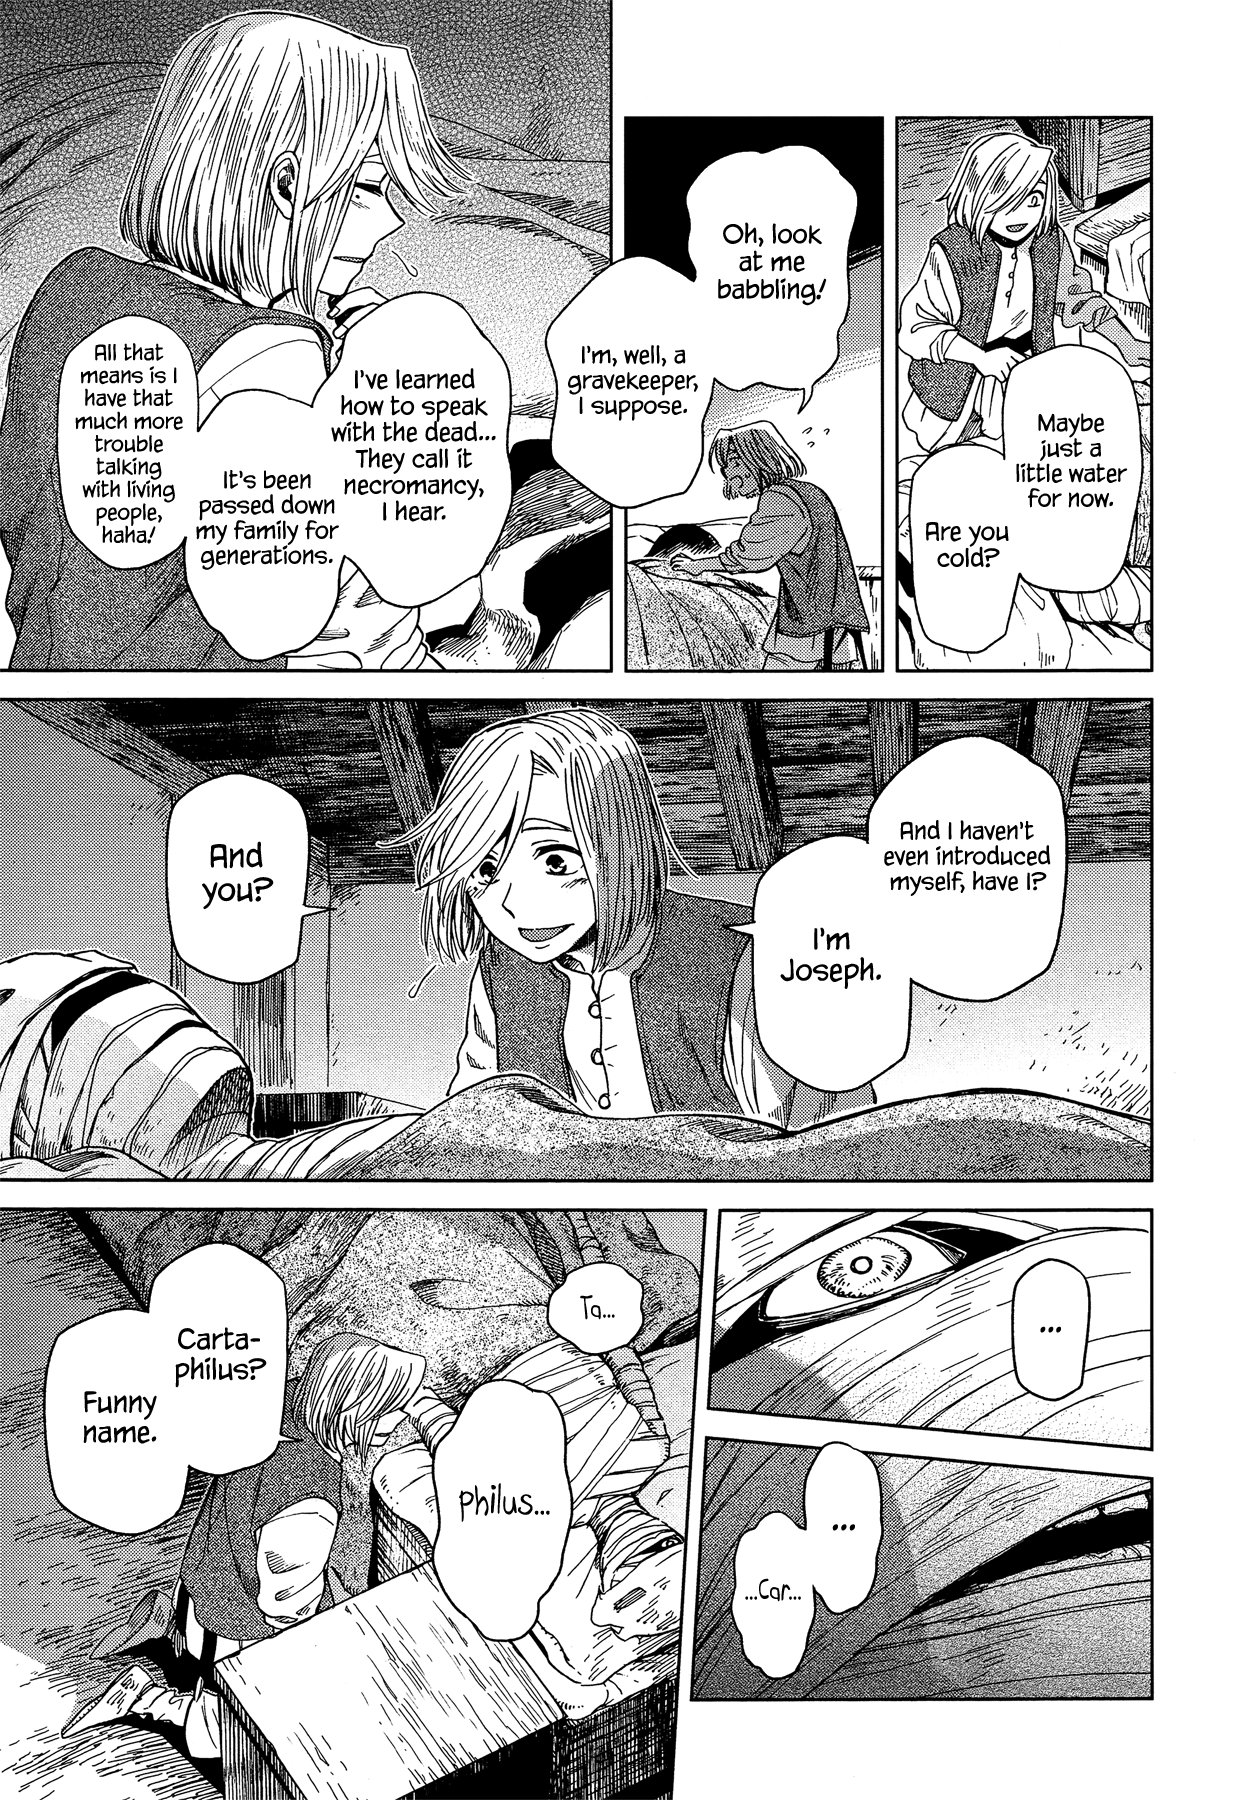 Maybe
just a
little water
for now.
Are you
cold?
Oh, look
at me
babbling!
I'm, well, a
gravekeeper,
I suppose.
I've learned
how to speak
with the dead...
They call it
necromancy,
I hear.
It's been
passed down
my family for
generations.
All that
means is I
have that
much more
trouble
talking
with living
people,
haha!
And I haven't
even introduced
myself, have I?
I'm
Joseph.
And
you?
...
...
...Car...
Ta...
philus...
Carta-
philus?
Funny
name.